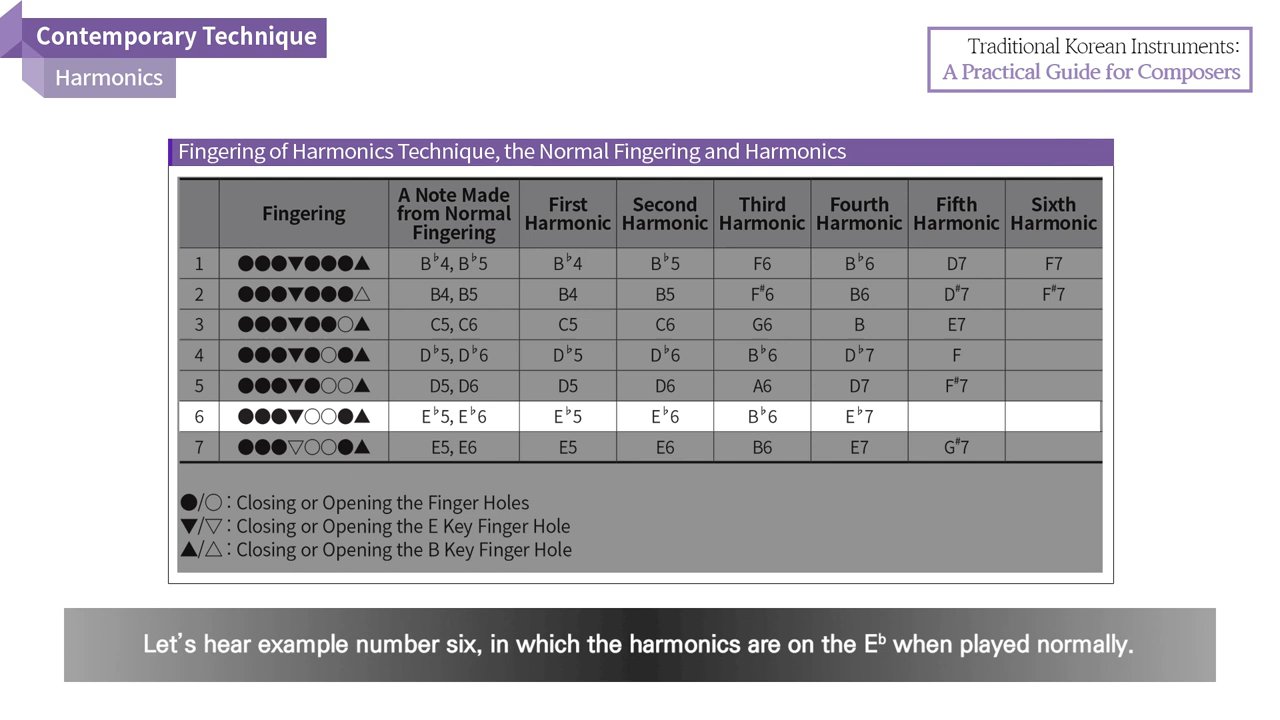 Contemporary Technique
Harmonics
Traditional Korean Instruments:
A Practical Guide for Composers
Fingering of Harmonics Technique, the Normal Fingering and Harmonics
Fingering | A Note Made from Normal Fingering | First Harmonic | Second Harmonic | Third Harmonic | Fourth Harmonic | Fifth Harmonic | Sixth Harmonic
1 ●●●▼●●●▲ B♭4, B♭5 B♭4 B♭5 F6 B♭6 D7 F7
2 ●●●▼●●●△ B4, B5 B4 B5 F#6 B6 D#7 F#7
3 ●●●▼●●○▲ C5, C6 C5 C6 G6 B E7
4 ●●●▼●○●▲ D♭5, D♭6 D♭5 D♭6 B♭6 D♭7 F
5 ●●●▼●○○▲ D5, D6 D5 D6 A6 D7 F#7
6 ●●●▼○○●▲ E♭5, E♭6 E♭5 E♭6 B♭6 E♭7
7 ●●●▽○○●▲ E5, E6 E5 E6 B6 E7 G#7
●/○ : Closing or Opening the Finger Holes
▼/▽ : Closing or Opening the E Key Finger Hole
▲/△ : Closing or Opening the B Key Finger Hole
Let's hear example number six, in which the harmonics are on the E♭ when played normally.